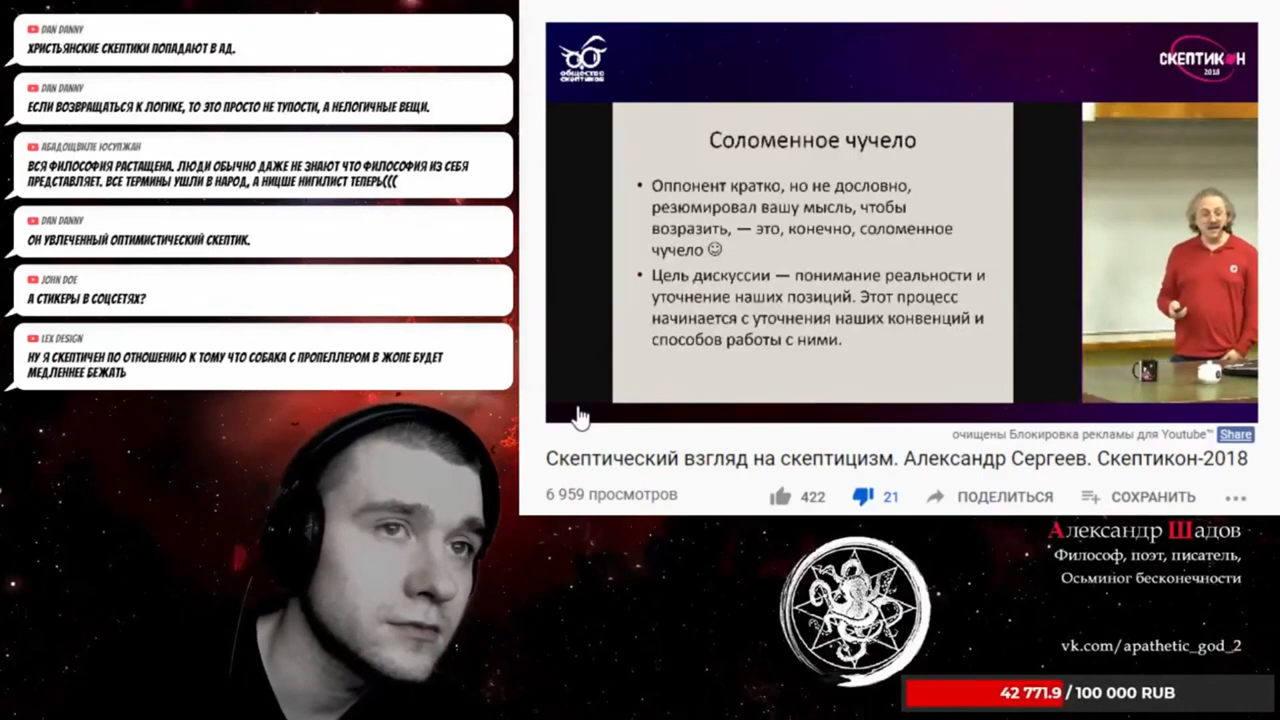 DAN DANNY
ХРИСТЬЯНСКИЕ СКЕПТИКИ ПОПАДАЮТ В АД.
DAN DANNY
ЕСЛИ ВОЗВРАЩАТЬСЯ К ЛОГИКЕ, ТО ЭТО ПРОСТО НЕ ТУПОСТИ, А НЕЛОГИЧНЫЕ ВЕЩИ.
АБАДОЩВИЛЕ ЮСУПЖАН
ВСЯ ФИЛОСОФИЯ РАСТАЩЕНА. ЛЮДИ ОБЫЧНО ДАЖЕ НЕ ЗНАЮТ ЧТО ФИЛОСОФИЯ ИЗ СЕБЯ
ПРЕДСТАВЛЯЕТ. ВСЕ ТЕРМИНЫ УШЛИ В НАРОД, А НИЦШЕ НИГИЛИСТ ТЕПЕРЬ(((
DAN DANNY
ОН УВЛЕЧЕННЫЙ ОПТИМИСТИЧЕСКИЙ СКЕПТИК.
JOHN DOE
А СТИКЕРЫ В СОЦСЕТЯХ?
LEX DESIGN
НУ Я СКЕПТИЧЕН ПО ОТНОШЕНИЮ К ТОМУ ЧТО СОБАКА С ПРОПЕЛЛЕРОМ В ЖОПЕ БУДЕТ
МЕДЛЕННЕЕ БЕЖАТЬ
общество
скептиков
СКЕПТИКОН
2018
Соломенное чучело
• Оппонент кратко, но не дословно,
резюмировал вашу мысль, чтобы
возразить, — это, конечно, соломенное
чучело ☺
• Цель дискуссии — понимание реальности и
уточнение наших позиций. Этот процесс
начинается с уточнения наших конвенций и
способов работы с ними.
очищены Блокировка рекламы для Youtube™ Share
Скептический взгляд на скептицизм. Александр Сергеев. Скептикон-2018
6 959 просмотров
422
21
ПОДЕЛИТЬСЯ
СОХРАНИТЬ
Александр Шадов
Философ, поэт, писатель,
Осьминог бесконечности
vk.com/apathetic_god_2
42 771.9 / 100 000 RUB